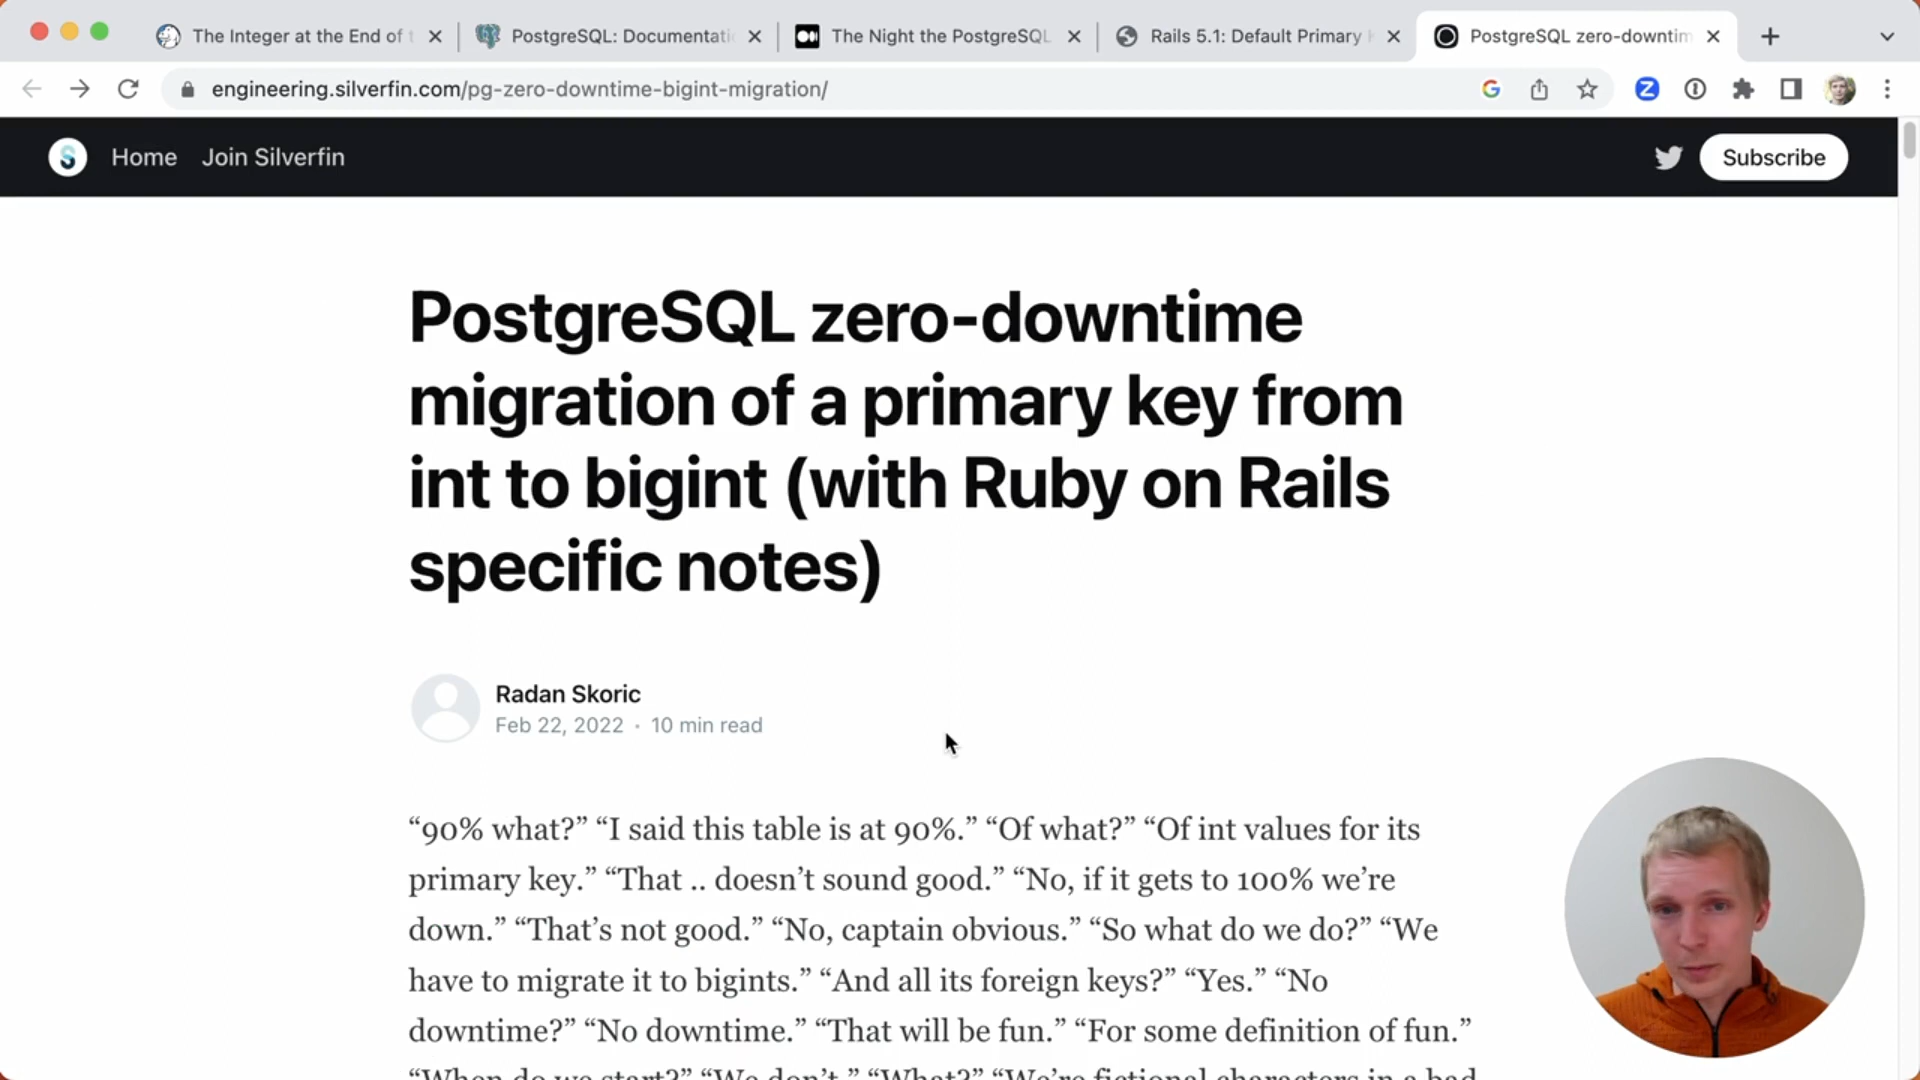 The Integer at the End of t
PostgreSQL: Documentati
The Night the PostgreSQL
Rails 5.1: Default Primary K
PostgreSQL zero-downtim
engineering.silverfin.com/pg-zero-downtime-bigint-migration/
Home
Join Silverfin
Subscribe
PostgreSQL zero-downtime
migration of a primary key from
int to bigint (with Ruby on Rails
specific notes)
Radan Skoric
Feb 22, 2022 • 10 min read
“90% what?” “I said this table is at 90%.” “Of what?” “Of int values for its
primary key.” “That .. doesn’t sound good.” “No, if it gets to 100% we’re
down.” “That’s not good.” “No, captain obvious.” “So what do we do?” “We
have to migrate it to bigints.” “And all its foreign keys?” “Yes.” “No
downtime?” “No downtime.” “That will be fun.” “For some definition of fun.”
“When do we start?” “We don’t.” “What?” “We’re fictional characters in a bad